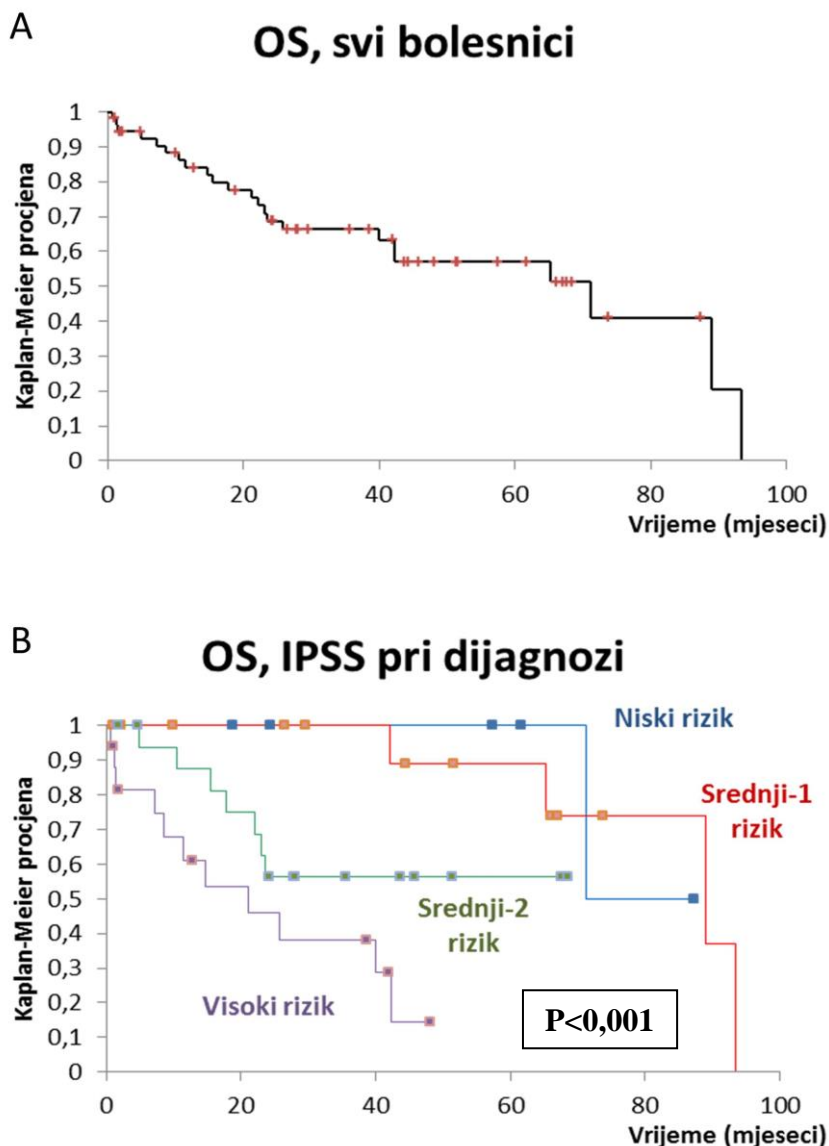 A
OS, svi bolesnici
Kaplan-Meier procjena
1
0,9
0,8
0,7
0,6
0,5
0,4
0,3
0,2
0,1
0
0
20
40
60
80
100
Vrijeme (mjeseci)
B
OS, IPSS pri dijagnozi
Kaplan-Meier procjena
1
0,9
0,8
0,7
0,6
0,5
0,4
0,3
0,2
0,1
0
Niski rizik
Srednji-1
rizik
Srednji-2
rizik
Visoki rizik
P<0,001
0
20
40
60
80
100
Vrijeme (mjeseci)